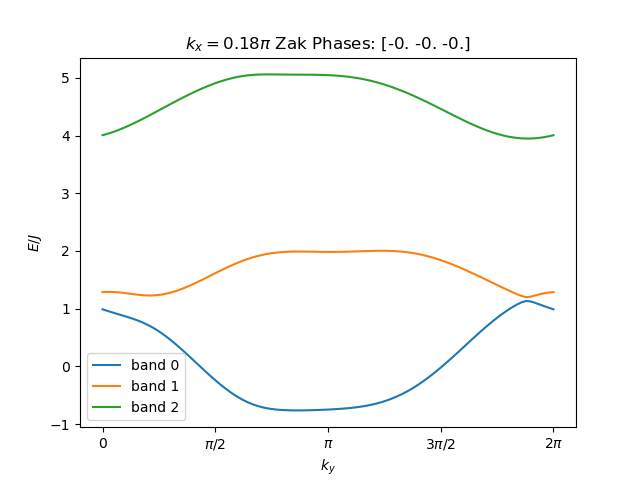 $k_x = 0.18\pi$ Zak Phases: [-0. -0. -0.]
E/J
5
4
3
2
1
0
−1
band 0
band 1
band 2
0
π/2
π
3π/2
2π
$k_y$